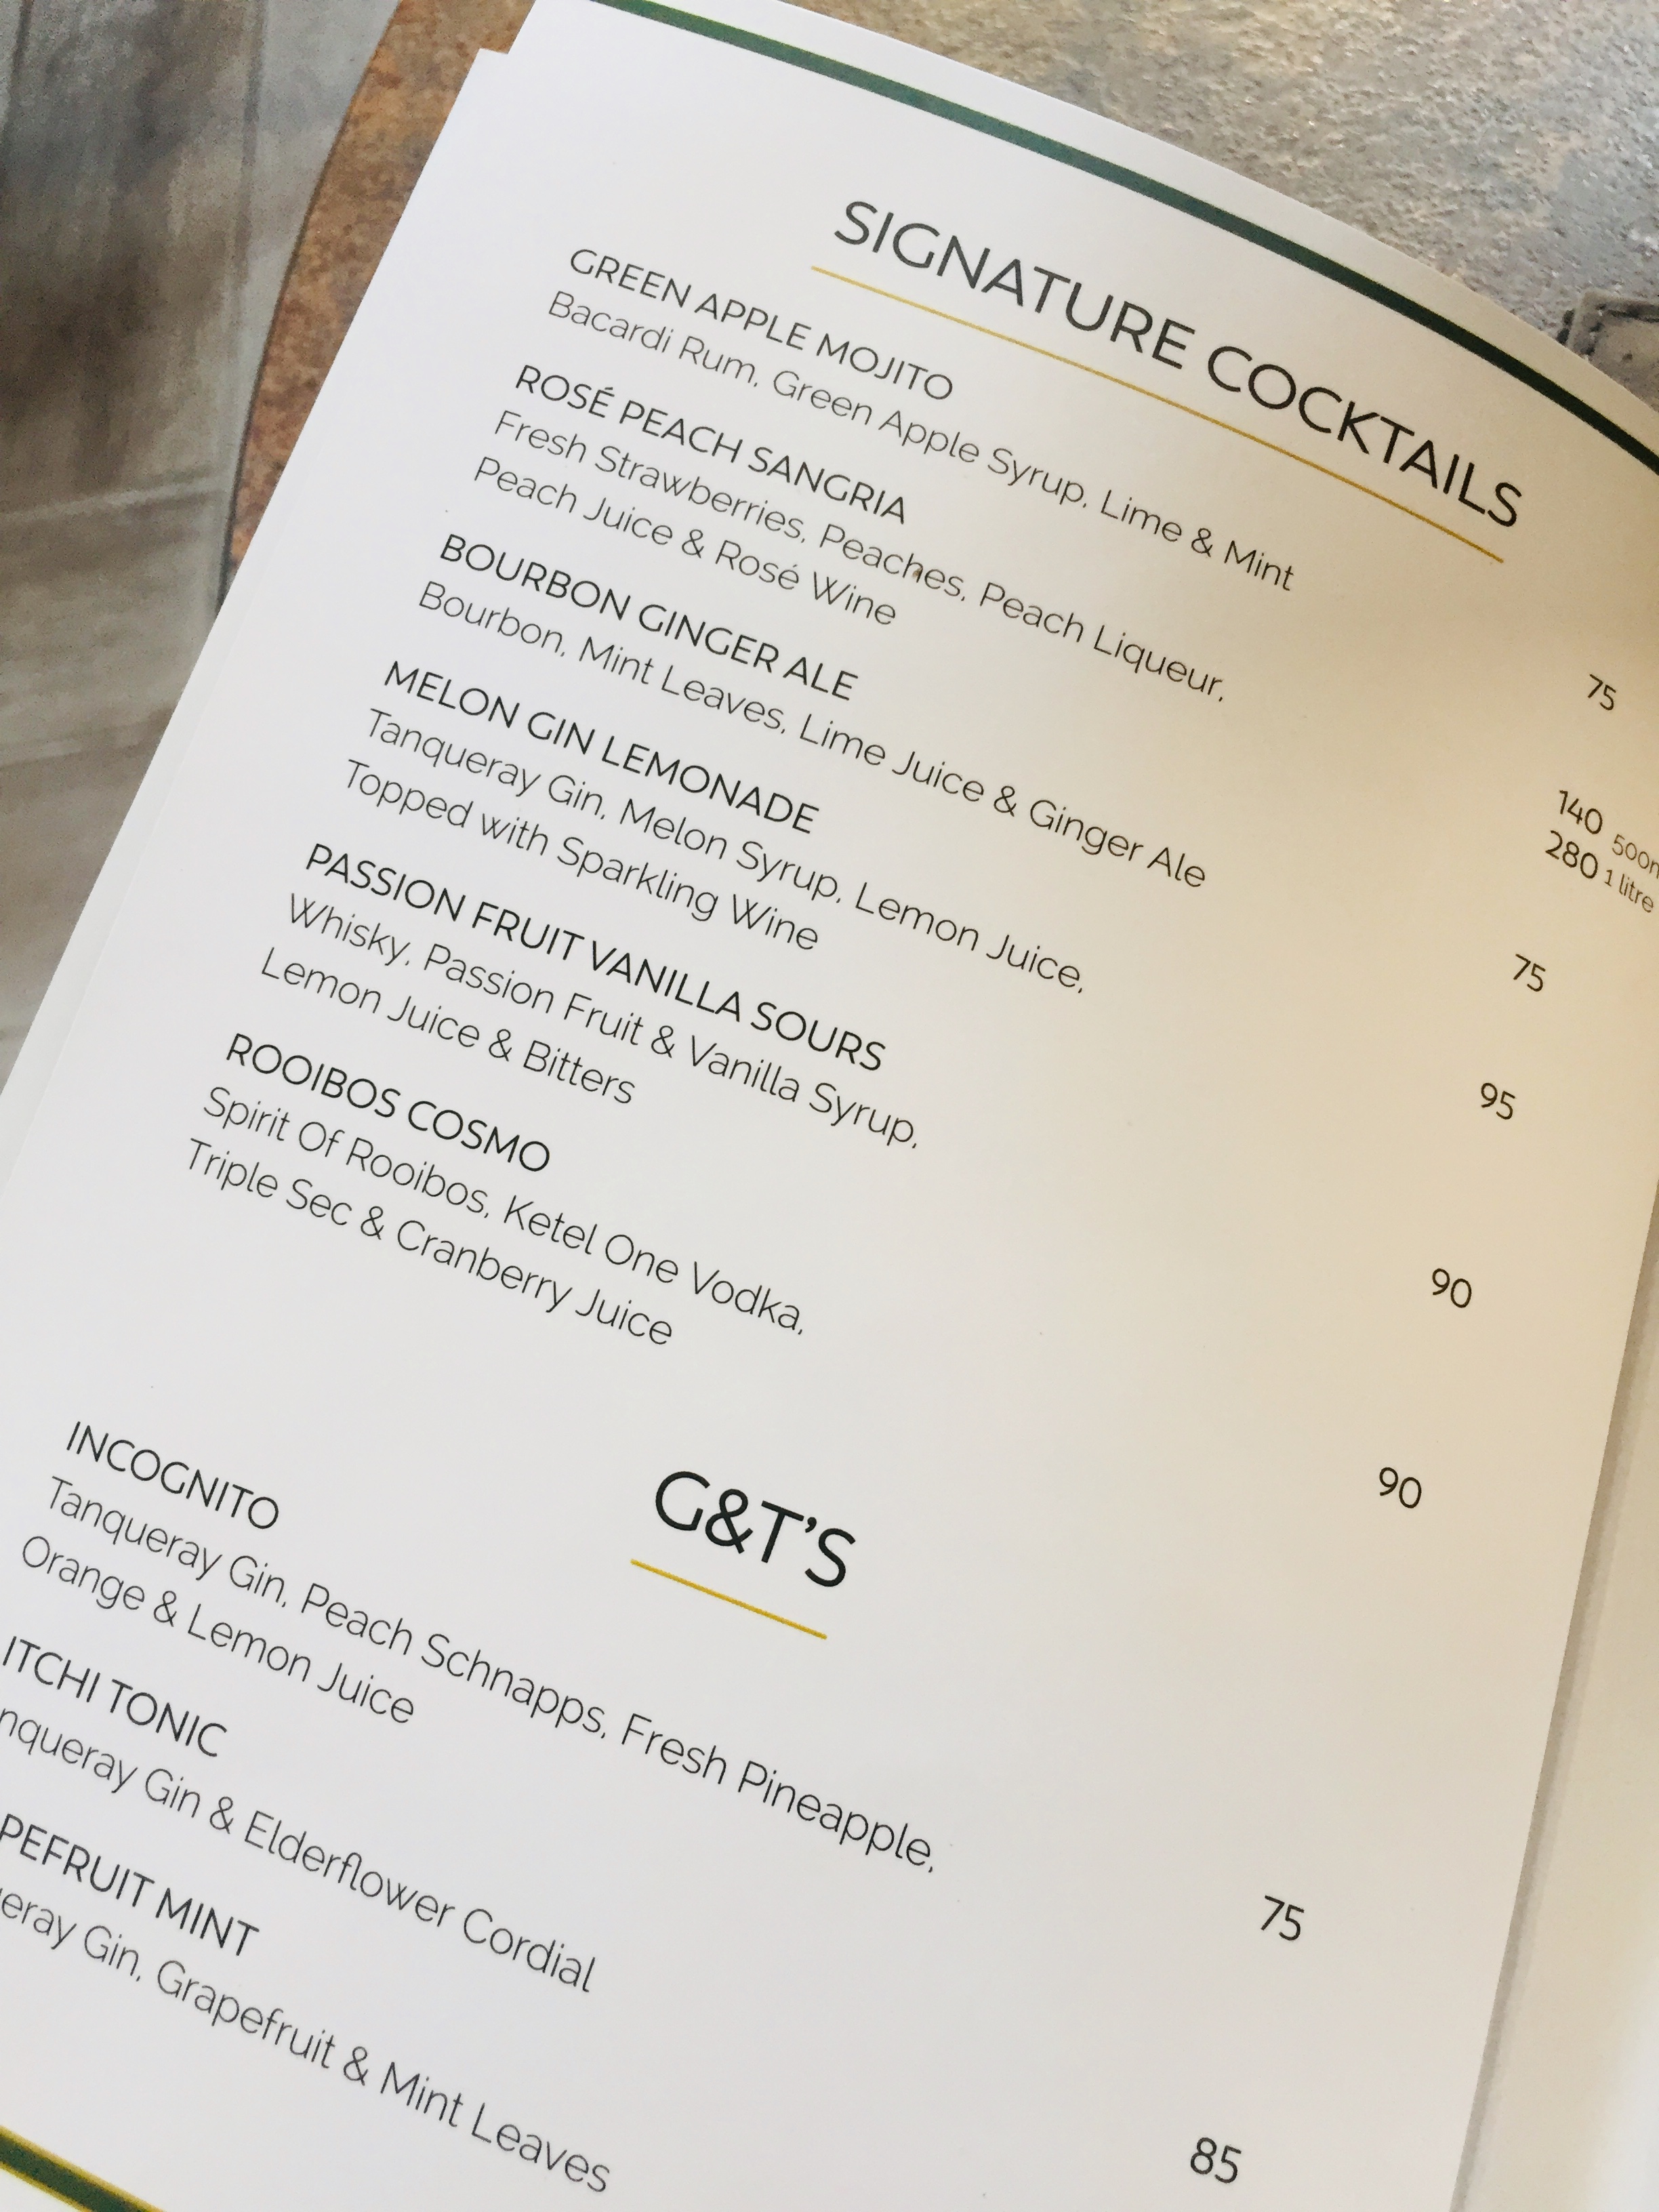 SIGNATURE COCKTAILS
GREEN APPLE MOJITO 75
Bacardi Rum, Green Apple Syrup, Lime & Mint
ROSÉ PEACH SANGRIA 140
Fresh Strawberries, Peaches, Peach Liqueur, 280 1 litre
Peach Juice & Rosé Wine
BOURBON GINGER ALE 75
Bourbon, Mint Leaves, Lime Juice & Ginger Ale
MELON GIN LEMONADE 95
Tanqueray Gin, Melon Syrup, Lemon Juice,
Topped with Sparkling Wine
PASSION FRUIT VANILLA SOURS 90
Whisky, Passion Fruit & Vanilla Syrup,
Lemon Juice & Bitters
ROOIBOS COSMO 90
Spirit Of Rooibos, Ketel One Vodka,
Triple Sec & Cranberry Juice
G&T'S
INCOGNITO 75
Tanqueray Gin, Peach Schnapps, Fresh Pineapple,
Orange & Lemon Juice
ITCHI TONIC 85
nqueray Gin & Elderflower Cordial
PEFRUIT MINT
eray Gin, Grapefruit & Mint Leaves